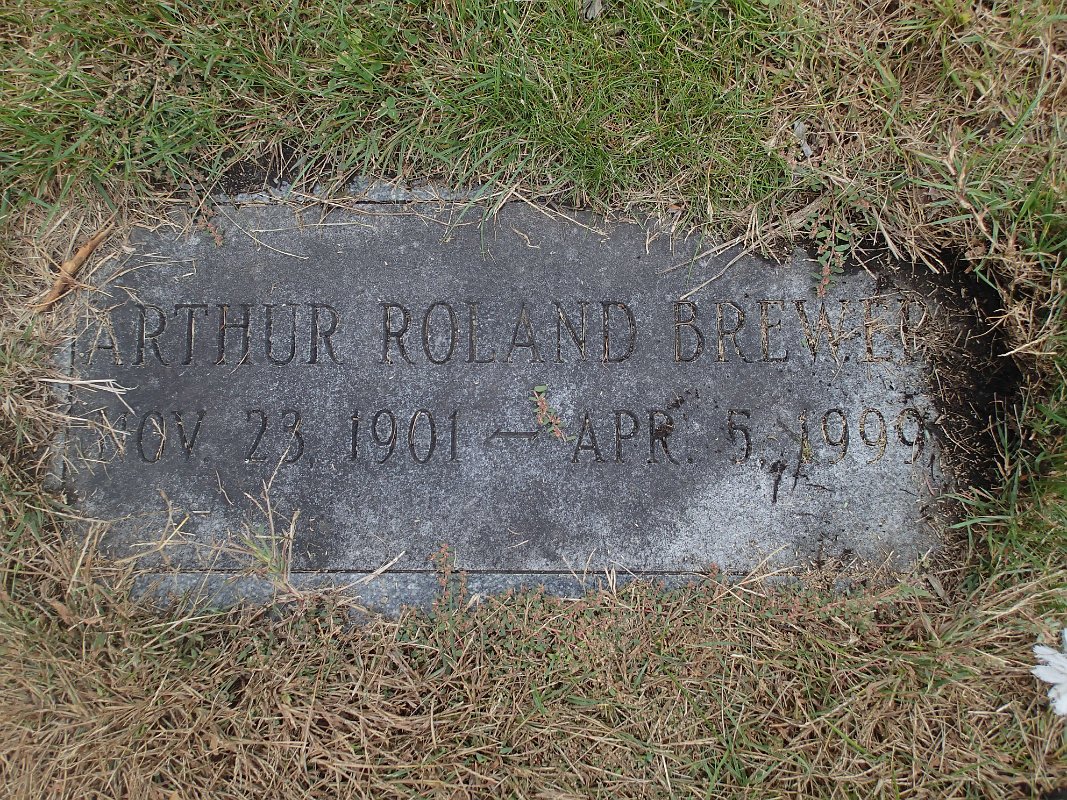 ARTHUR ROLAND BREWER
NOV. 23, 1901 — APR. 5, 1999